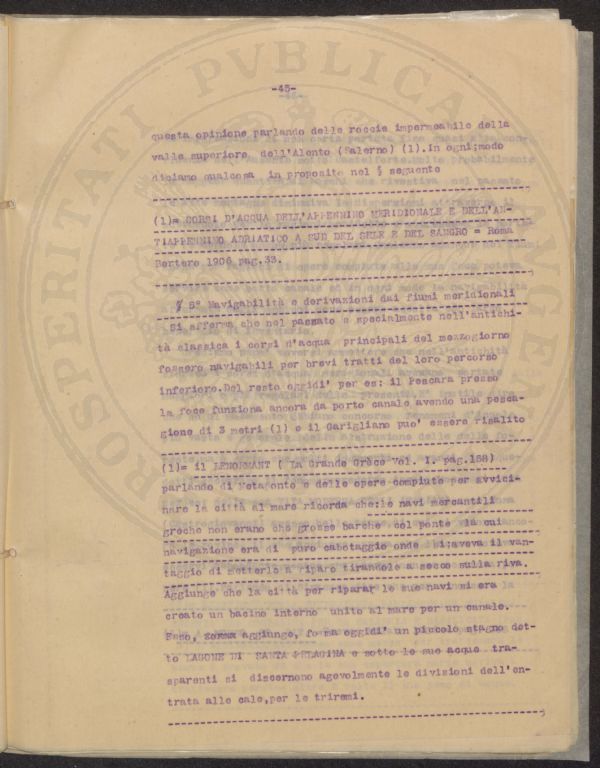 PVBLICA
-45-
questa opinione parlando delle roccie impermeabile della
valle superiore dell'Alento (Salerno) (1).In ogni;modo
diciamo qualcosa in proposito nel § seguente
(1)= CORSI D'ACQUA DELL'APPENNINO MERIDIONALE E DELL'AN-
TIAPPENNINO ADRIATICO A SUD DEL SELE E DEL SANGRO = Roma
Bertero 1906 pag.33.
§ 5° Navigabilità e derivazioni dai fiumi meridionali
Si afferma che nel passato e specialmente nell'antichi-
tà classica i corsi d'acqua principali del mezzogiorno
fossero navigabili per brevi tratti del loro percorso
inferiore.Del resto oggidi' per es: il Pescara presso
la foce funziona ancora da porto canale avendo una pesca-
gione di 3 metri (1) e il Garigliano puo' essere risalito
(1)= il LENORMANT ( La Grande Grèce Vol. I. pag.158)
parlando di Metaponto e delle opere compiute per avvici-
nare la città al mare ricorda che:le navi mercantili
greche non erano che grosse barche col ponte la cui
navigazione era di puro cabotaggio onde si;aveva il van-
taggio di metterle a riparo tirandole a secco sulla riva.
Aggiunge che la città per riparar le sue navi si era
creato un bacino interno unito al mare per un canale.
Esso, aggiunge, forma oggidi' un piccolo stagno det-
to LAGONE DI SANTA PELAGINA e sotto le sue acque tra-
sparenti si discernono agevolmente le divisioni dell'en-
trata alle cale,per le triremi.